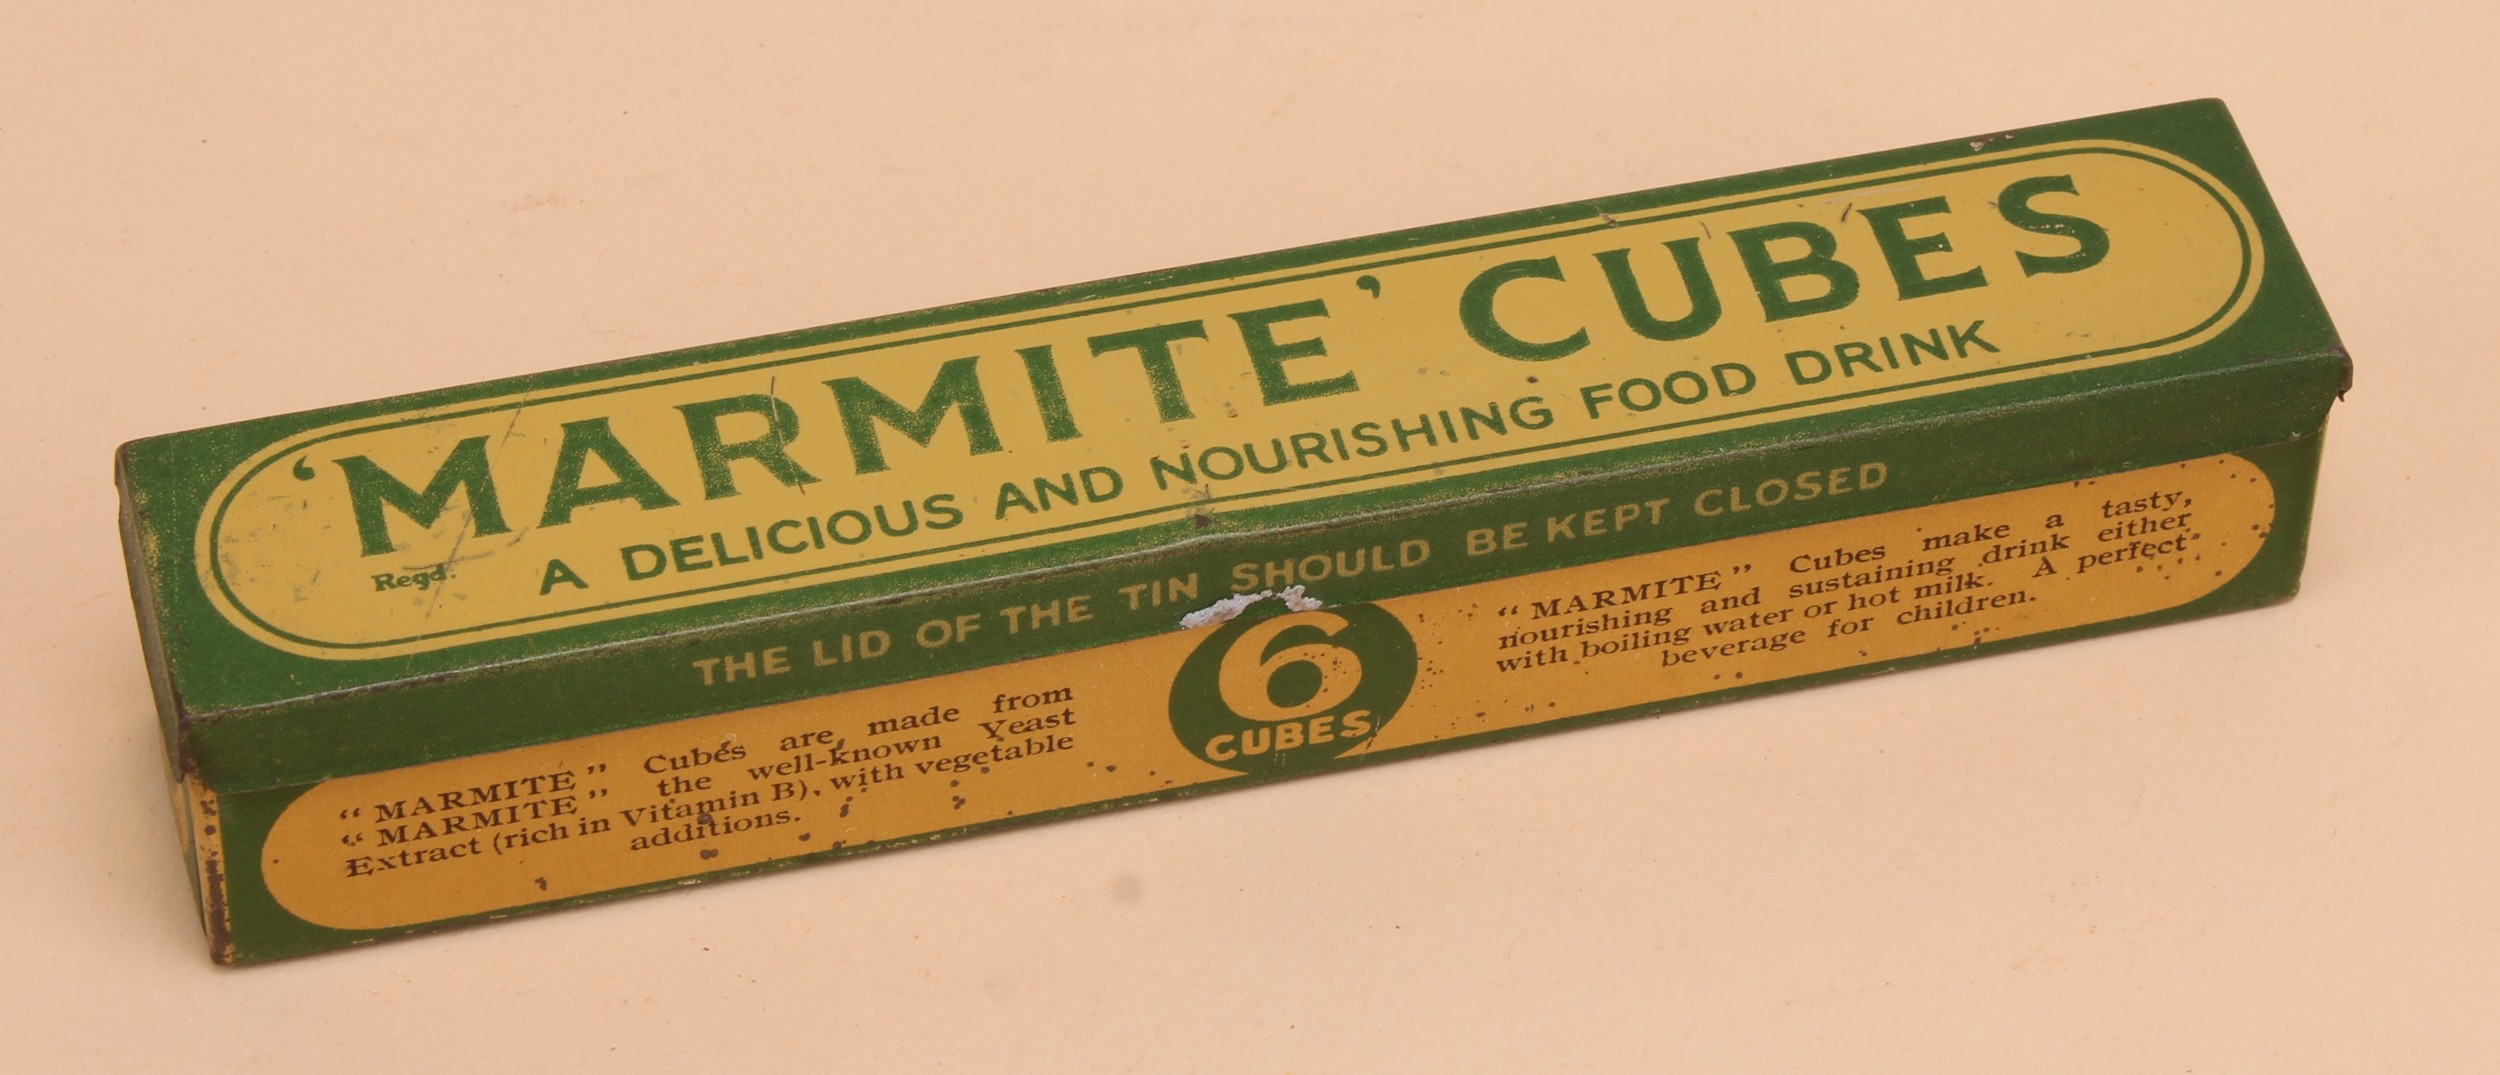 ‘MARMITE’ CUBES
Regd.
A DELICIOUS AND NOURISHING FOOD DRINK
THE LID OF THE TIN SHOULD BE KEPT CLOSED
“MARMITE” Cubes are made from
“MARMITE” the well-known Yeast
Extract (rich in Vitamin B), with vegetable
additions.
6
CUBES
“MARMITE” Cubes make a tasty,
nourishing and sustaining drink either
with boiling water or hot milk. A perfect
beverage for children.